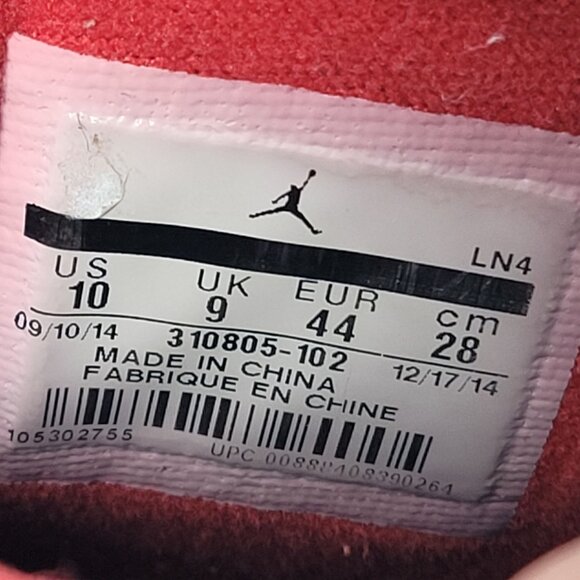 LN4
US UK EUR cm
10 9 44 28
09/10/14 310805-102 12/17/14
MADE IN CHINA
FABRIQUE EN CHINE
105302755
UPC